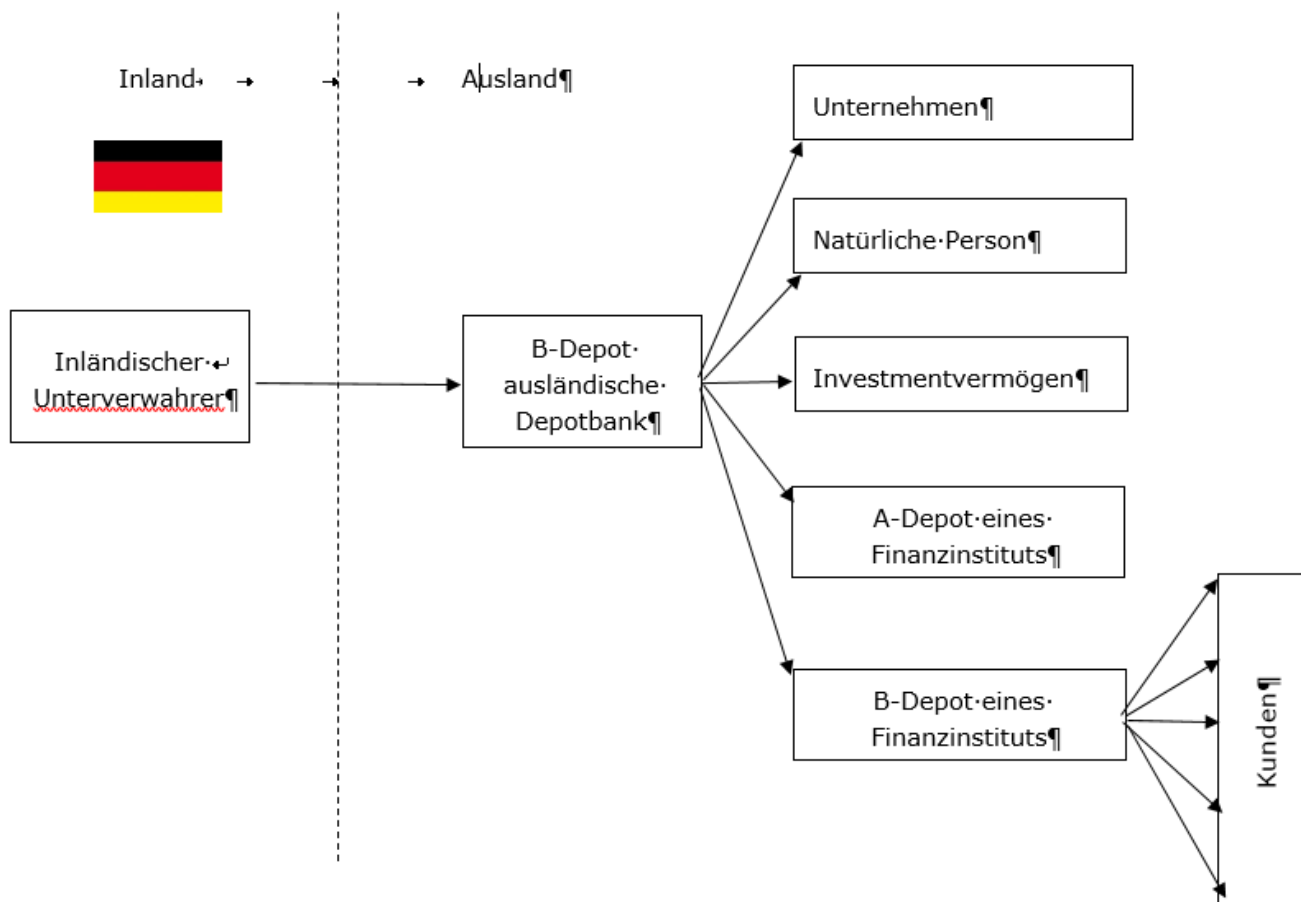 Inland→ → → → Ausland¶
Unternehmen¶
Natürliche·Person¶
Inländischer·↵
Unterverwahrer¶
B-Depot·
ausländische·
Depotbank¶
Investmentvermögen¶
A-Depot·eines·
Finanzinstituts¶
B-Depot·eines·
Finanzinstituts¶
Kunden¶